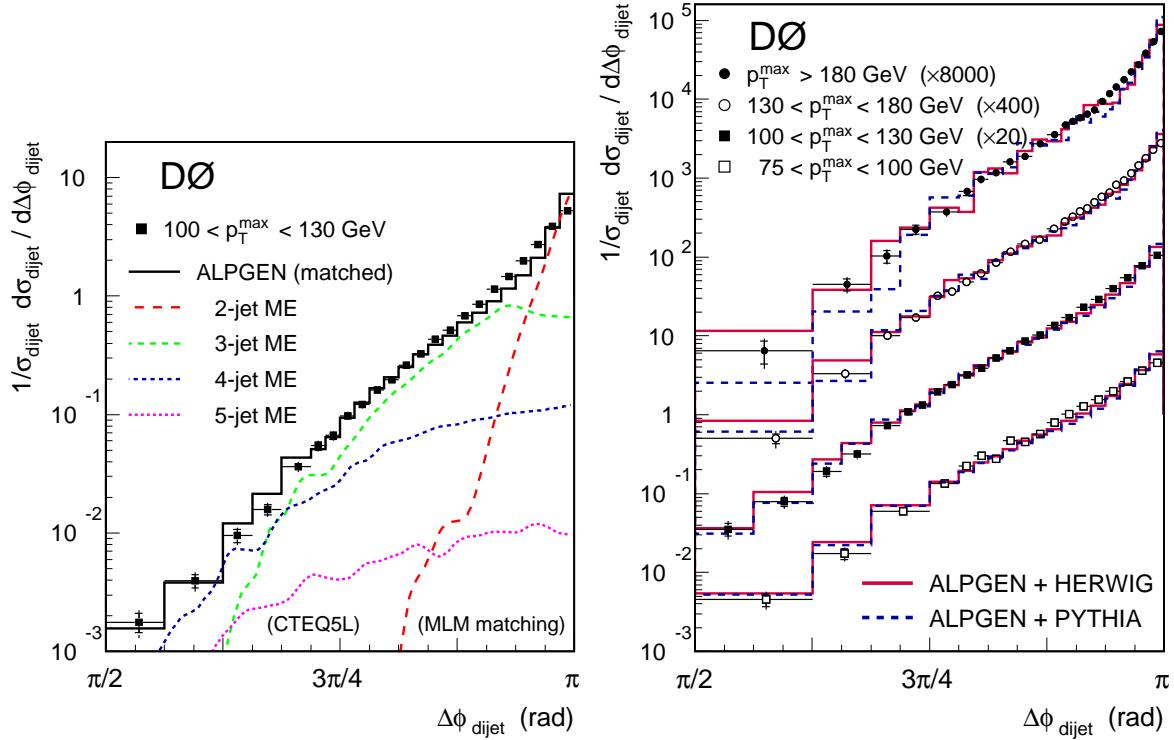 DØ
100 < p_T^max < 130 GeV
ALPGEN (matched)
2-jet ME
3-jet ME
4-jet ME
5-jet ME
(CTEQ5L)
(MLM matching)
10
1
10^-1
10^-2
10^-3
π/2
3π/4
π
Δϕ dijet (rad)
1/σ_dijet dσ_dijet / dΔϕ_dijet
DØ
p_T^max > 180 GeV (×8000)
130 < p_T^max < 180 GeV (×400)
100 < p_T^max < 130 GeV (×20)
75 < p_T^max < 100 GeV
ALPGEN + HERWIG
ALPGEN + PYTHIA
10^5
10^4
10^3
10^2
10
1
10^-1
10^-2
10^-3
π/2
3π/4
π
Δϕ dijet (rad)
1/σ_dijet dσ_dijet / dΔϕ_dijet